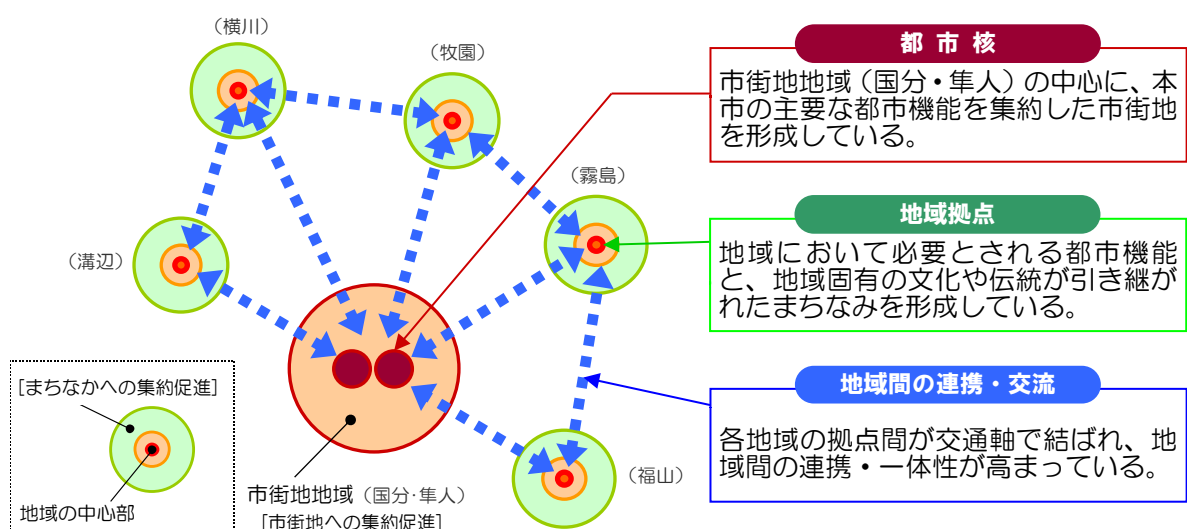 (横川)
(牧園)
(霧島)
(溝辺)
(福山)
都市核
市街地地域(国分・隼人)の中心に、本
市の主要な都市機能を集約した市街地
を形成している。
地域拠点
地域において必要とされる都市機能
と、地域固有の文化や伝統が引き継が
れたまちなみを形成している。
地域間の連携・交流
各地域の拠点間が交通軸で結ばれ、地
域間の連携・一体性が高まっている。
[まちなかへの集約促進]
地域の中心部
市街地地域(国分・隼人)
[市街地への集約促進]